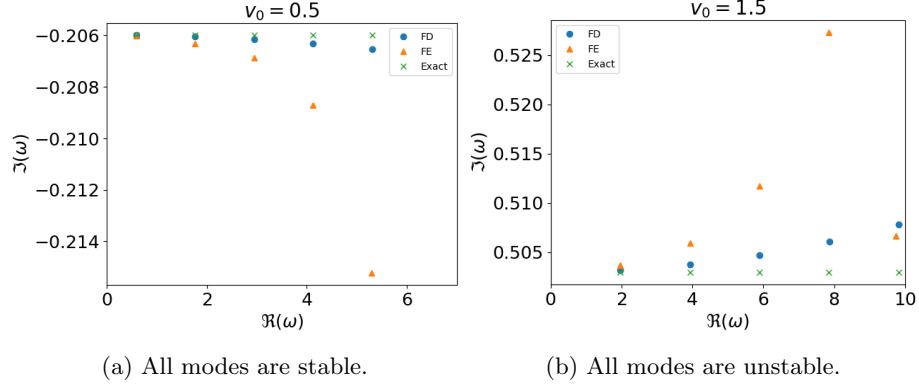 v₀ = 0.5
−0.206
−0.208
−0.210
−0.212
−0.214
ℑ(ω)
FD
FE
Exact
0
2
4
6
ℜ(ω)
(a) All modes are stable.
v₀ = 1.5
0.525
0.520
0.515
0.510
0.505
ℑ(ω)
FD
FE
Exact
0
2
4
6
8
10
ℜ(ω)
(b) All modes are unstable.